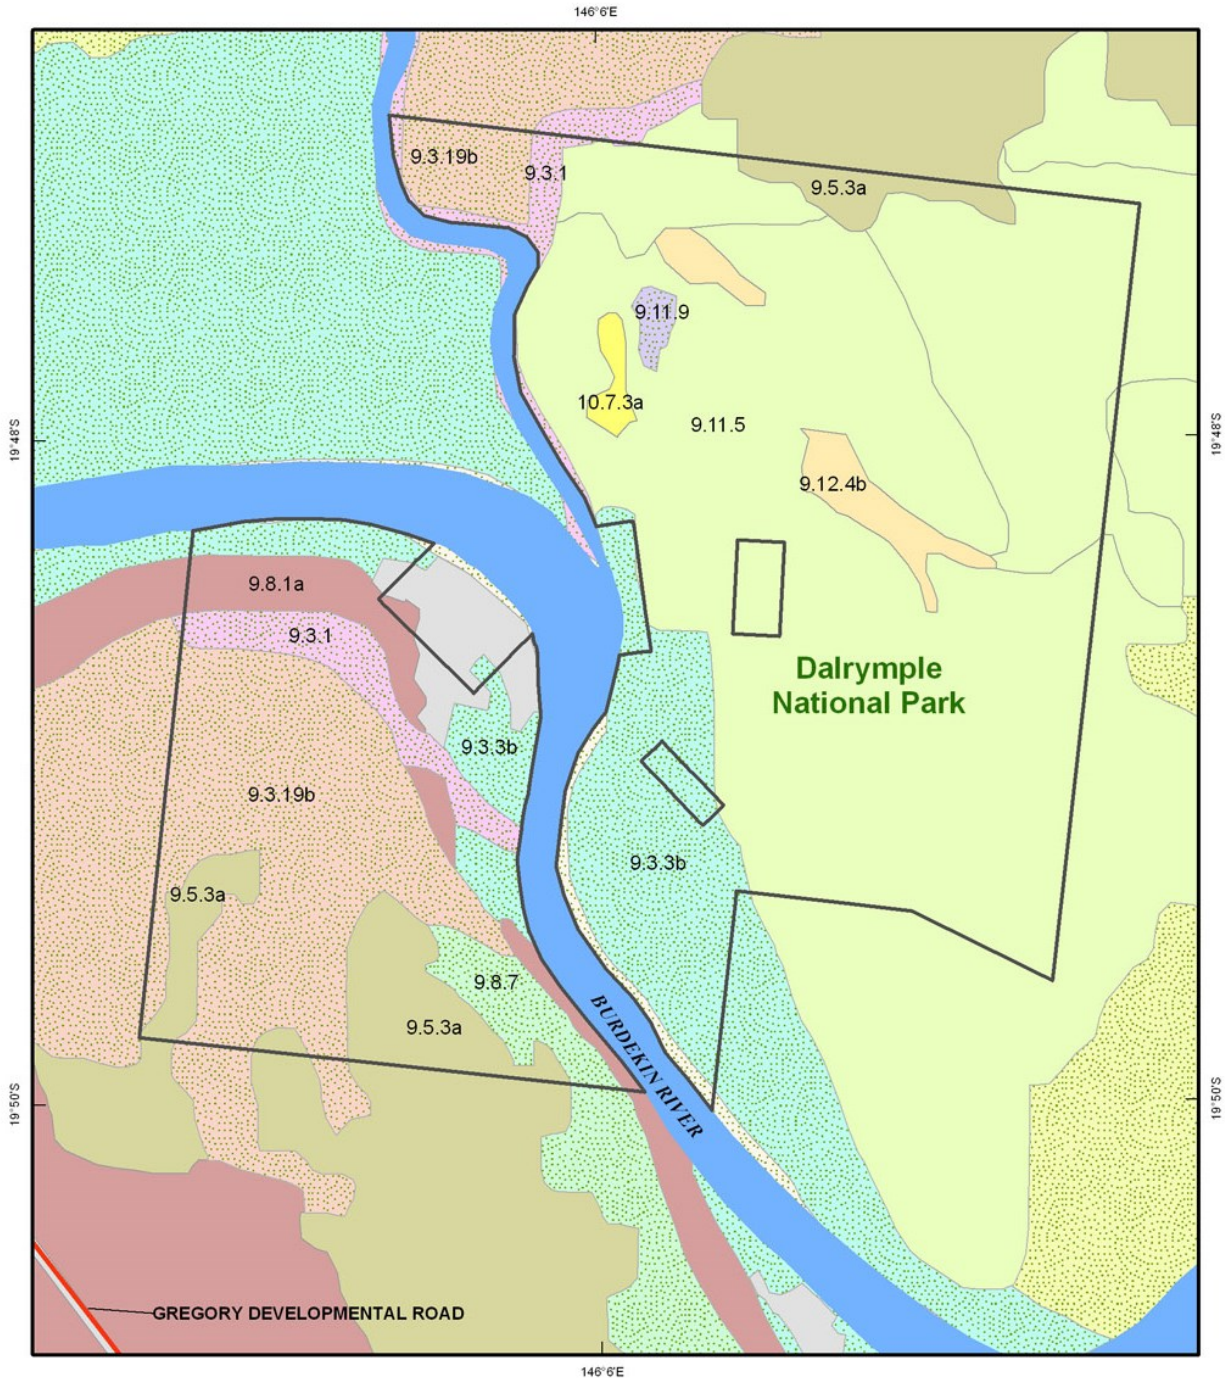 146°6'E
9.3.19b
9.3.1
9.5.3a
9.11.9
10.7.3a
9.11.5
19°48'S
19°48'S
9.12.4b
9.8.1a
9.3.1
Dalrymple
National Park
9.3.3b
9.3.19b
9.3.3b
9.5.3a
9.8.7
9.5.3a
BURDEKIN RIVER
19°50'S
19°50'S
GREGORY DEVELOPMENTAL ROAD
146°6'E